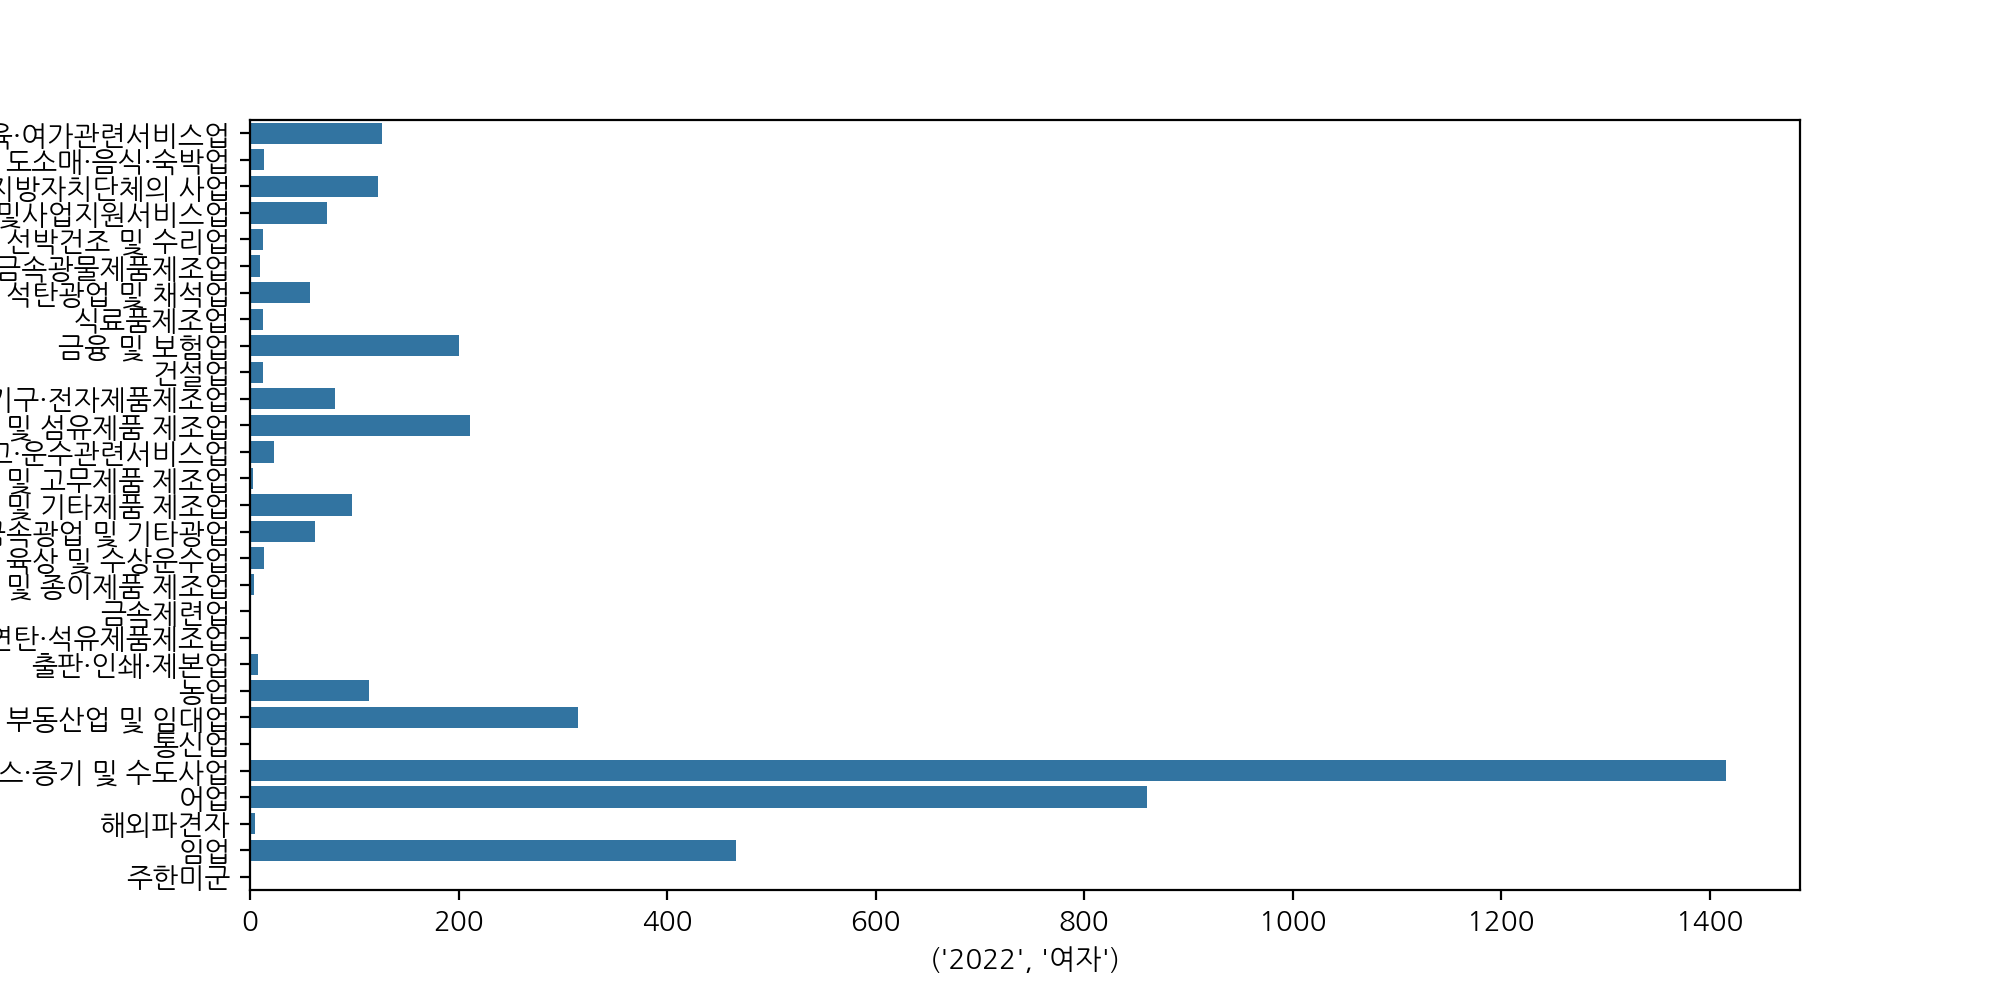 여가관련서비스업
도소매·음식·숙박업
지방자치단체의 사업
및사업지원서비스업
선박건조 및 수리업
금속광물제품제조업
석탄광업 및 채석업
식료품제조업
금융 및 보험업
건설업
기구·전자제품제조업
및 섬유제품 제조업
고·운수관련서비스업
및 고무제품 제조업
및 기타제품 제조업
금속광업 및 기타광업
육상 및 수상운수업
및 종이제품 제조업
금속제련업
연탄·석유제품제조업
출판·인쇄·제본업
농업
부동산업 및 임대업
통신업
스·증기 및 수도사업
어업
해외파견자
임업
주한미군
0 200 400 600 800 1000 1200 1400
('2022', '여자')